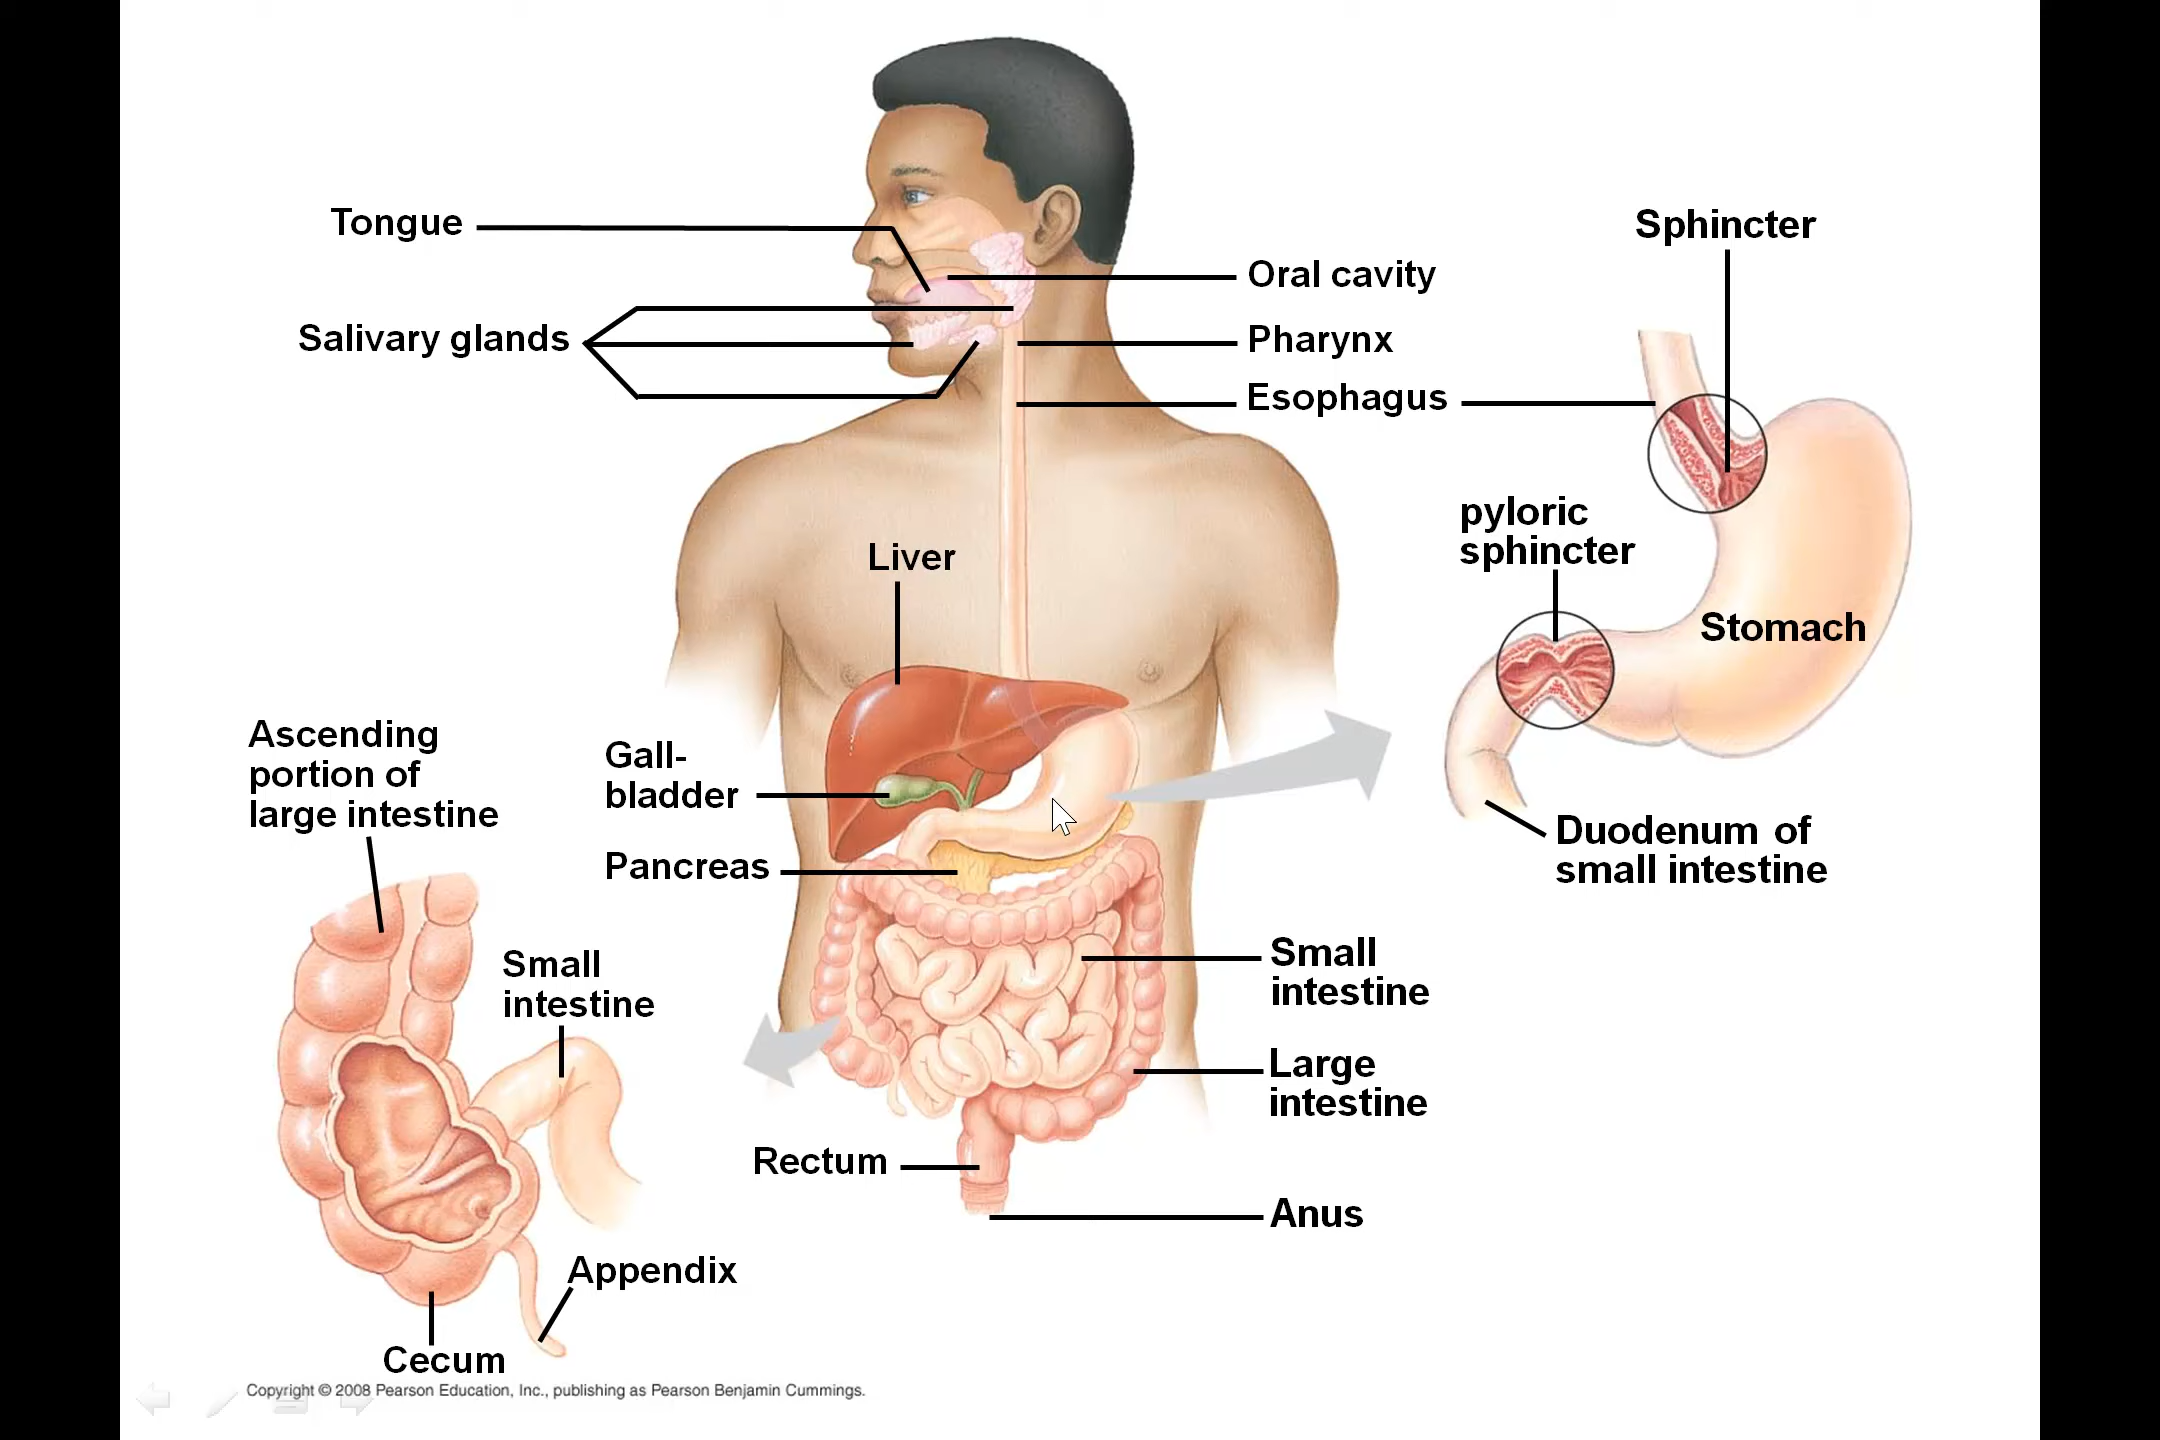 Tongue
Salivary glands
Oral cavity
Pharynx
Esophagus
Sphincter
pyloric
sphincter
Stomach
Duodenum of
small intestine
Liver
Gall-
bladder
Pancreas
Ascending
portion of
large intestine
Small
intestine
Small
intestine
Large
intestine
Rectum
Anus
Appendix
Cecum
Copyright © 2008 Pearson Education, Inc., publishing as Pearson Benjamin Cummings.